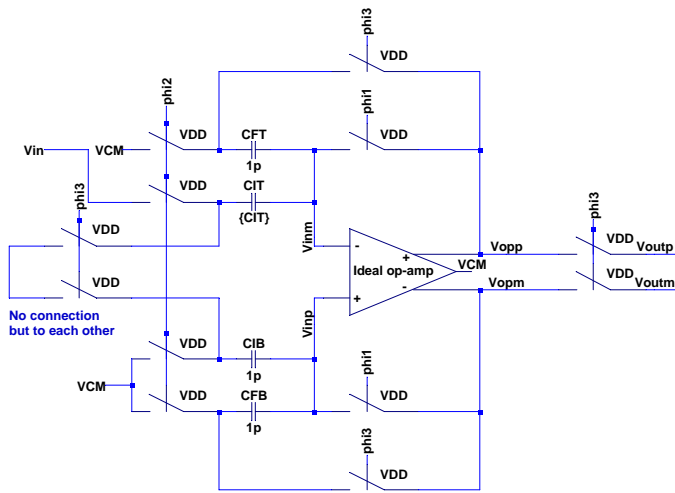 phi3
VDD
phi2
phi1
VDD
CFT
VDD
Vin
VCM
1p
phi3
VDD
CIT
{CIT}
VDD
Vinm
phi3
-
+
Vopp
VDD
Voutp
Ideal op-amp
VCM
VDD
VDD
+
-
Vopm
Voutm
No connection
but to each other
Vinp
VDD
CIB
1p
phi1
VCM
VDD
CFB
VDD
1p
phi3
VDD